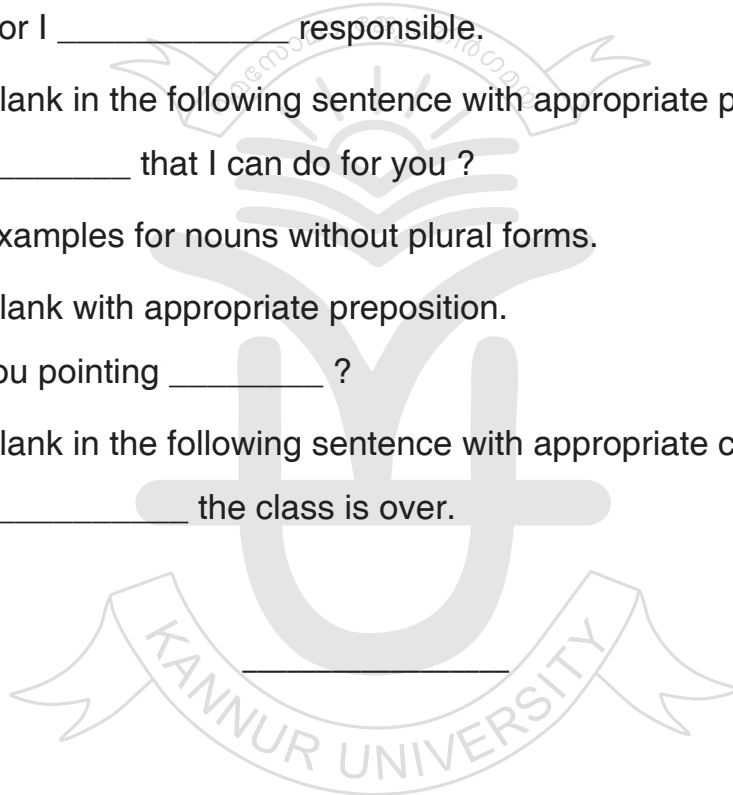 or I ____________ responsible.
lank in the following sentence with appropriate p
_______ that I can do for you ?
xamples for nouns without plural forms.
lank with appropriate preposition.
ou pointing ________ ?
lank in the following sentence with appropriate c
__________ the class is over.
KANNUR UNIVERSITY